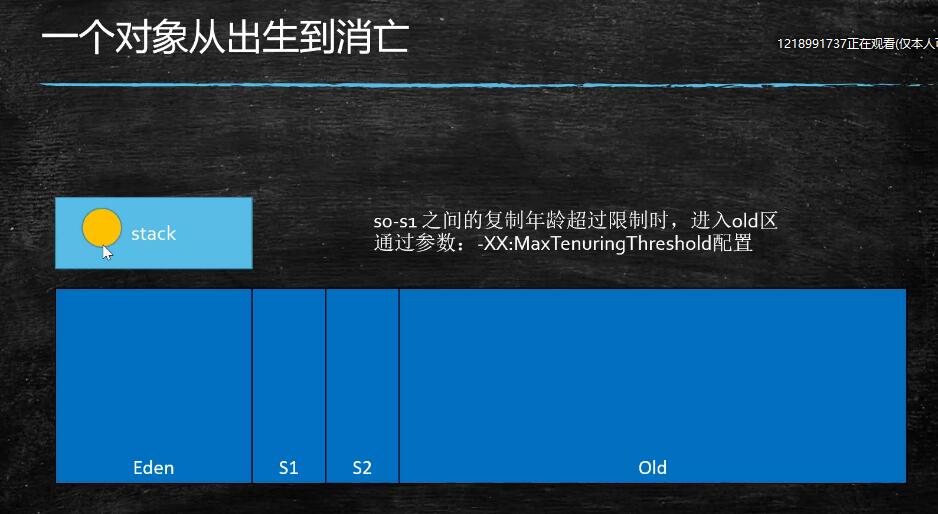 一个对象从出生到消亡
1218991737正在观看(仅本人可
stack
s0-s1之间的复制年龄超过限制时，进入old区
通过参数：-XX:MaxTenuringThreshold配置
Eden
S1
S2
Old